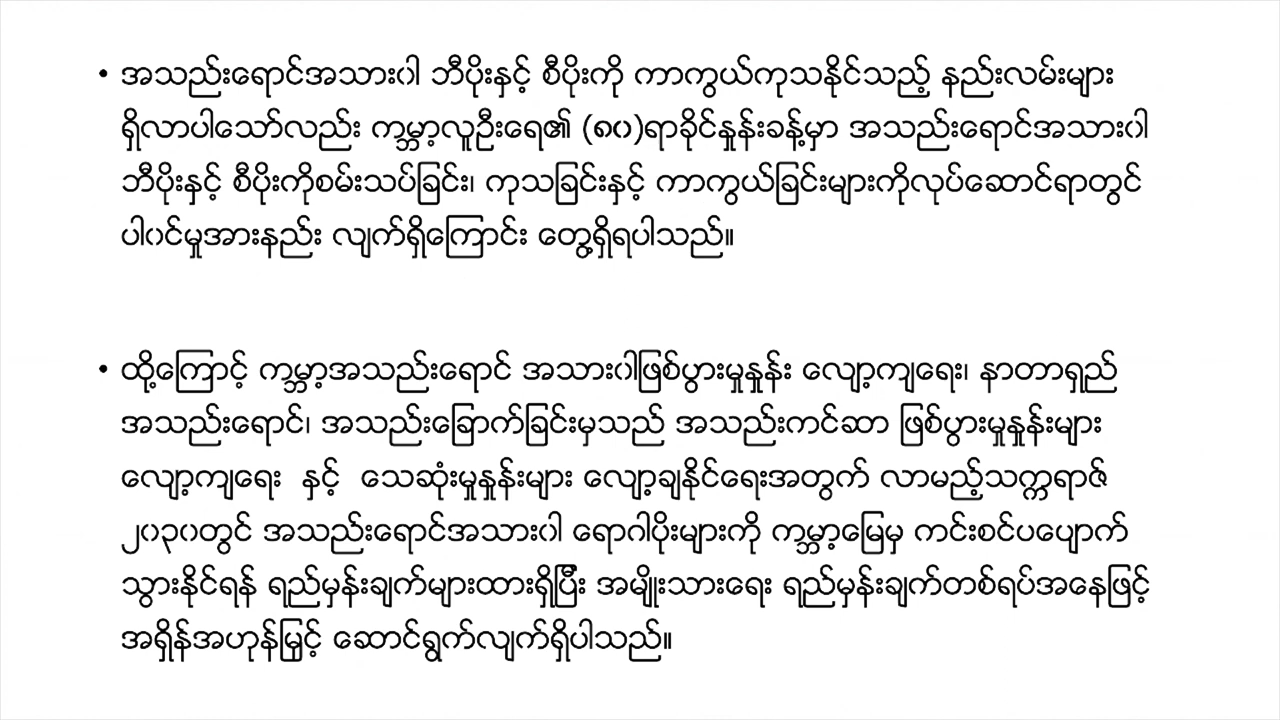 • အသည်းရောင်အသားဝါ ဘီပိုးနှင့် စီပိုးကို ကာကွယ်ကုသနိုင်သည့် နည်းလမ်းများ
ရှိလာပါသော်လည်း ကမ္ဘာ့လူဦးရေ၏ (၈၀)ရာခိုင်နှုန်းခန့်မှာ အသည်းရောင်အသားဝါ
ဘီပိုးနှင့် စီပိုးကိုစမ်းသပ်ခြင်း၊ ကုသခြင်းနှင့် ကာကွယ်ခြင်းများကိုလုပ်ဆောင်ရာတွင်
ပါဝင်မှုအားနည်း လျက်ရှိကြောင်း တွေ့ရှိရပါသည်။
• ထို့ကြောင့် ကမ္ဘာ့အသည်းရောင် အသားဝါဖြစ်ပွားမှုနှုန်း လျော့ကျရေး၊ နာတာရှည်
အသည်းရောင်၊ အသည်းခြောက်ခြင်းမှသည် အသည်းကင်ဆာ ဖြစ်ပွားမှုနှုန်းများ
လျော့ကျရေး နှင့် သေဆုံးမှုနှုန်းများ လျော့ချနိုင်ရေးအတွက် လာမည့်သက္ကရာဇ်
၂၀၃၀တွင် အသည်းရောင်အသားဝါ ရောဂါပိုးများကို ကမ္ဘာ့မြေမှ ကင်းစင်ပပျောက်
သွားနိုင်ရန် ရည်မှန်းချက်များထားရှိပြီး အမျိုးသားရေး ရည်မှန်းချက်တစ်ရပ်အနေဖြင့်
အရှိန်အဟုန်မြှင့် ဆောင်ရွက်လျက်ရှိပါသည်။